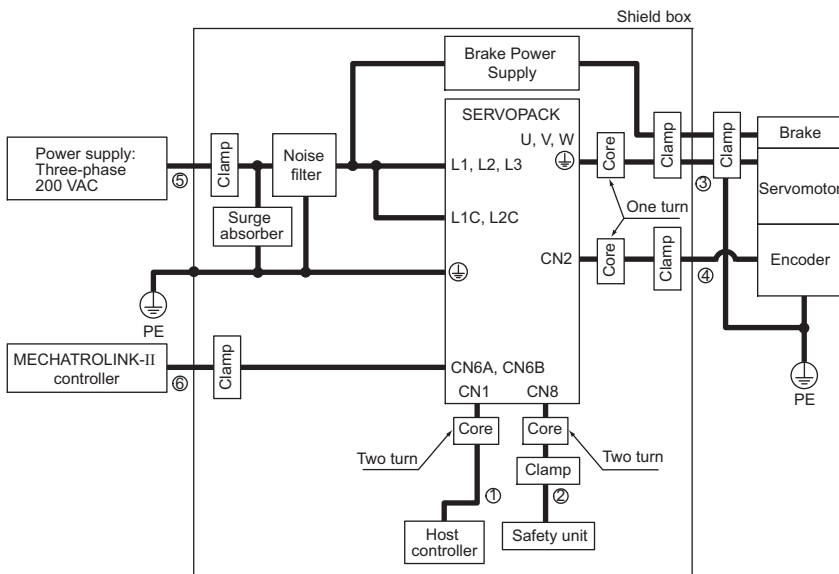 Shield box
Brake Power
Supply
SERVOPACK
U, V, W
Power supply:
Three-phase
200 VAC
⑤
Clamp
Noise
filter
L1, L2, L3
Core
Clamp
Clamp
Brake
③
Servomotor
Surge
absorber
L1C, L2C
One turn
CN2
Core
Clamp
④
Encoder
PE
MECHATROLINK-II
controller
⑥
Clamp
CN6A, CN6B
PE
CN1
CN8
Core
Core
Two turn
Clamp
Two turn
①
②
Host
controller
Safety unit